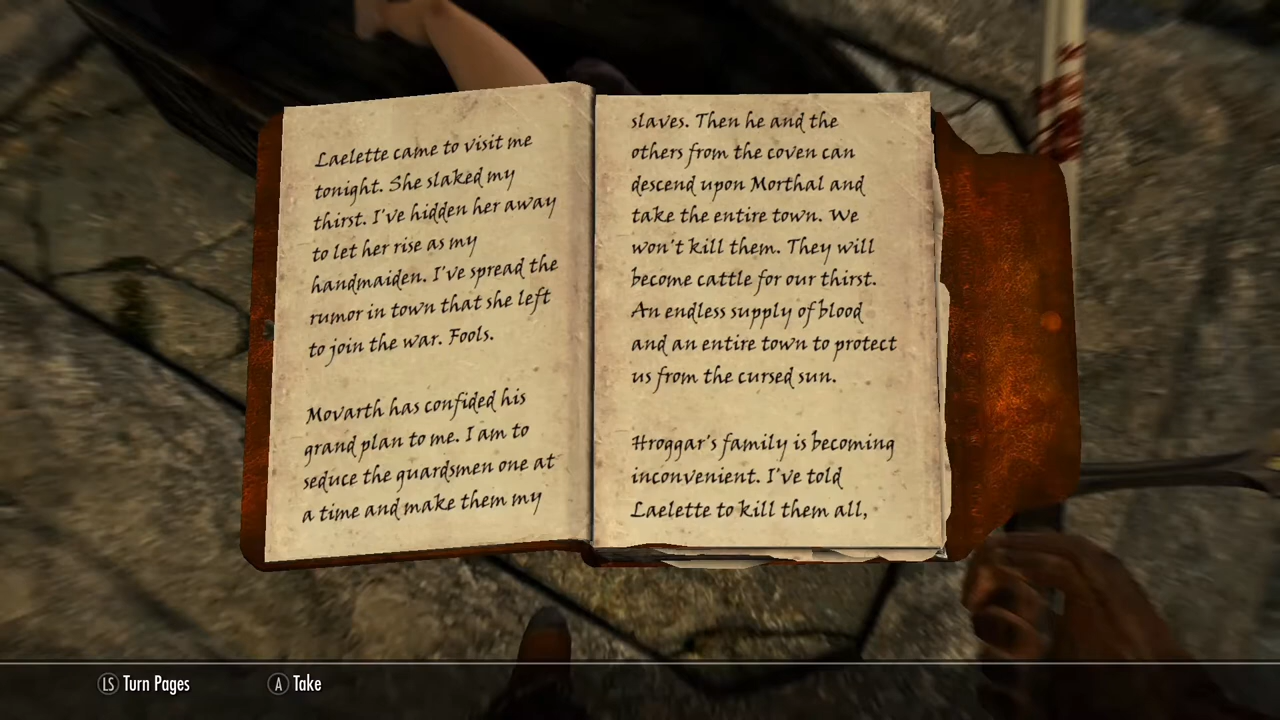 Laelette came to visit me
tonight. She slaked my
thirst. I've hidden her away
to let her rise as my
handmaiden. I've spread the
rumor in town that she left
to join the war. Fools.
Movarth has confided his
grand plan to me. I am to
seduce the guardsmen one at
a time and make them my
slaves. Then he and the
others from the coven can
descend upon Morthal and
take the entire town. We
won't kill them. They will
become cattle for our thirst.
An endless supply of blood
and an entire town to protect
us from the cursed sun.
Hroggar's family is becoming
inconvenient. I've told
Laelette to kill them all,
LS Turn Pages
A Take